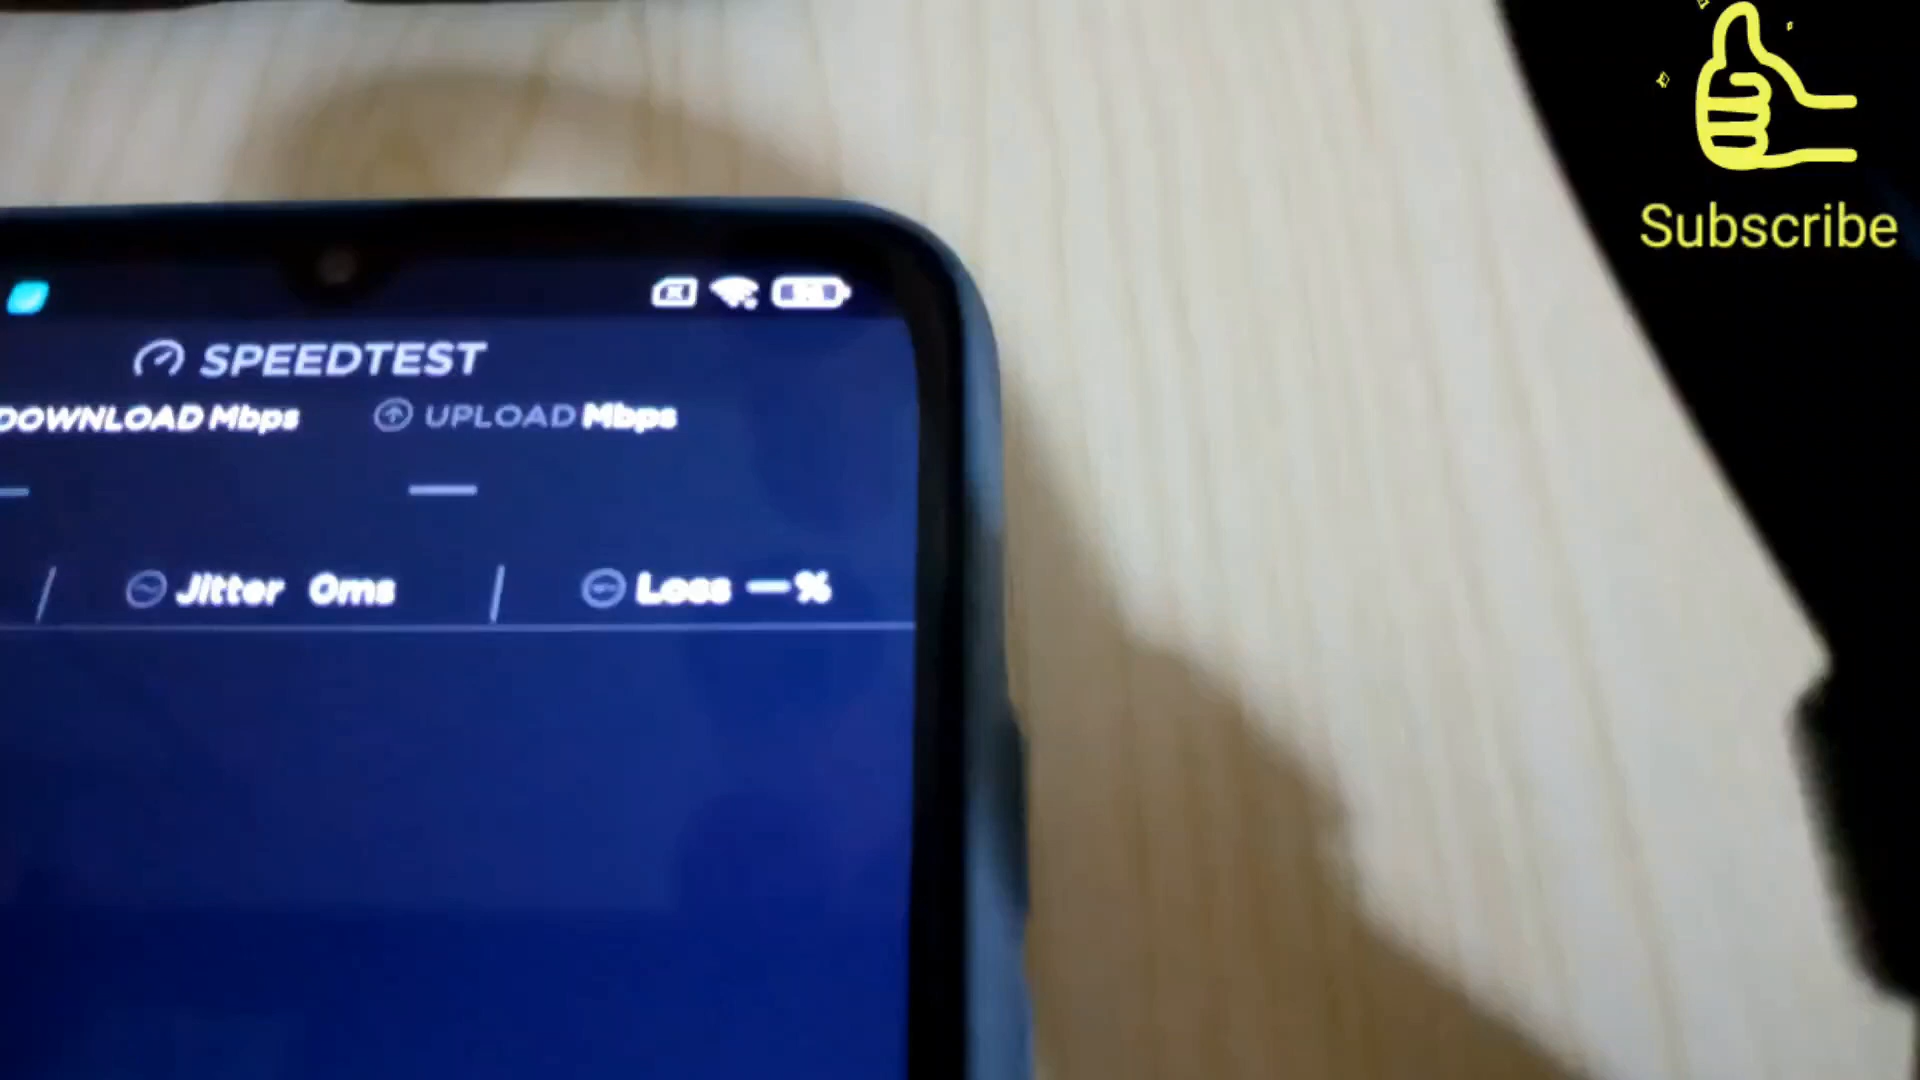 Subscribe
SPEEDTEST
DOWNLOAD Mbps UPLOAD Mbps
Jitter 0ms Loss —%